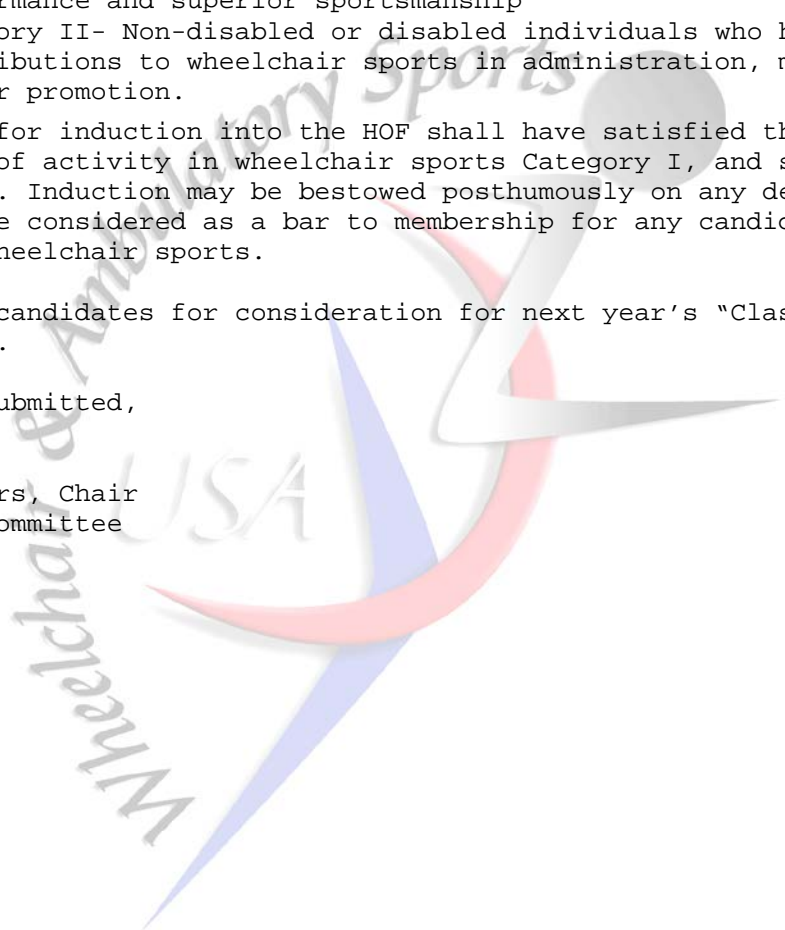 rmance and superior sportsmanship
ory II- Non-disabled or disabled individuals who h
ibutions to wheelchair sports in administration, m
r promotion.
for induction into the HOF shall have satisfied th
of activity in wheelchair sports Category I, and s
. Induction may be bestowed posthumously on any de
e considered as a bar to membership for any candid
heelchair sports.
candidates for consideration for next year's "Clas
.
ubmitted,
rs, Chair
ommittee
Wheelchair & Ambulatory Sports
USA